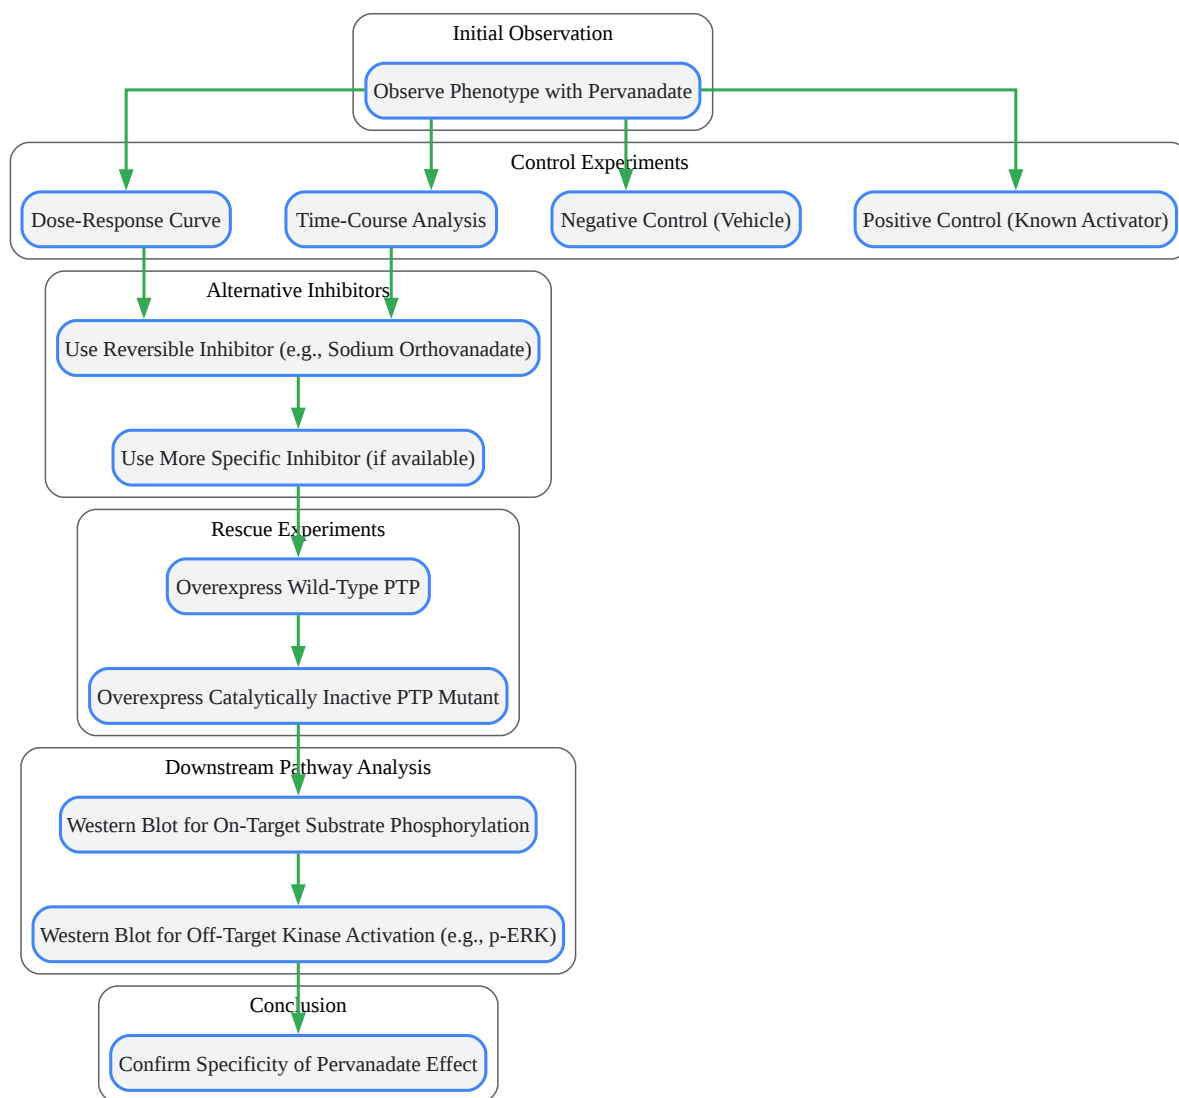 Initial Observation
Observe Phenotype with Pervanadate
Control Experiments
Dose-Response Curve
Time-Course Analysis
Negative Control (Vehicle)
Positive Control (Known Activator)
Alternative Inhibitors
Use Reversible Inhibitor (e.g., Sodium Orthovanadate)
Use More Specific Inhibitor (if available)
Rescue Experiments
Overexpress Wild-Type PTP
Overexpress Catalytically Inactive PTP Mutant
Downstream Pathway Analysis
Western Blot for On-Target Substrate Phosphorylation
Western Blot for Off-Target Kinase Activation (e.g., p-ERK)
Conclusion
Confirm Specificity of Pervanadate Effect